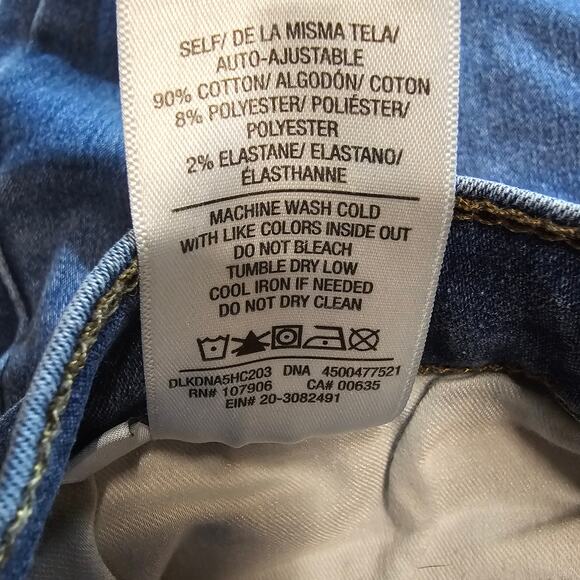 SELF/ DE LA MISMA TELA/
AUTO-AJUSTABLE
90% COTTON/ ALGODÓN/ COTON
8% POLYESTER/ POLIÉSTER/
POLYESTER
2% ELASTANE/ ELASTANO/
ÉLASTHANNE
MACHINE WASH COLD
WITH LIKE COLORS INSIDE OUT
DO NOT BLEACH
TUMBLE DRY LOW
COOL IRON IF NEEDED
DO NOT DRY CLEAN
DLKDNA5HC203 DNA 4500477521
RN# 107906 CA# 00635
EIN# 20-3082491